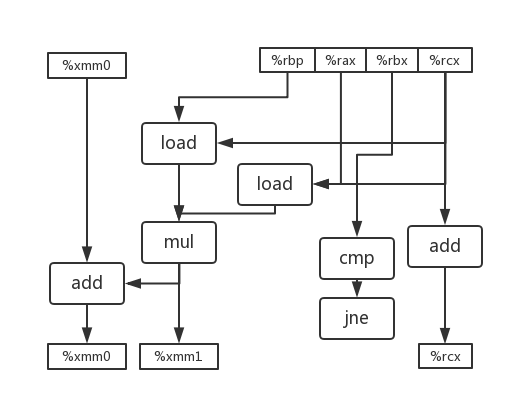 %xmm0
%rbp %rax %rbx %rcx
load
load
mul
add
cmp
add
jne
%xmm0
%xmm1
%rcx